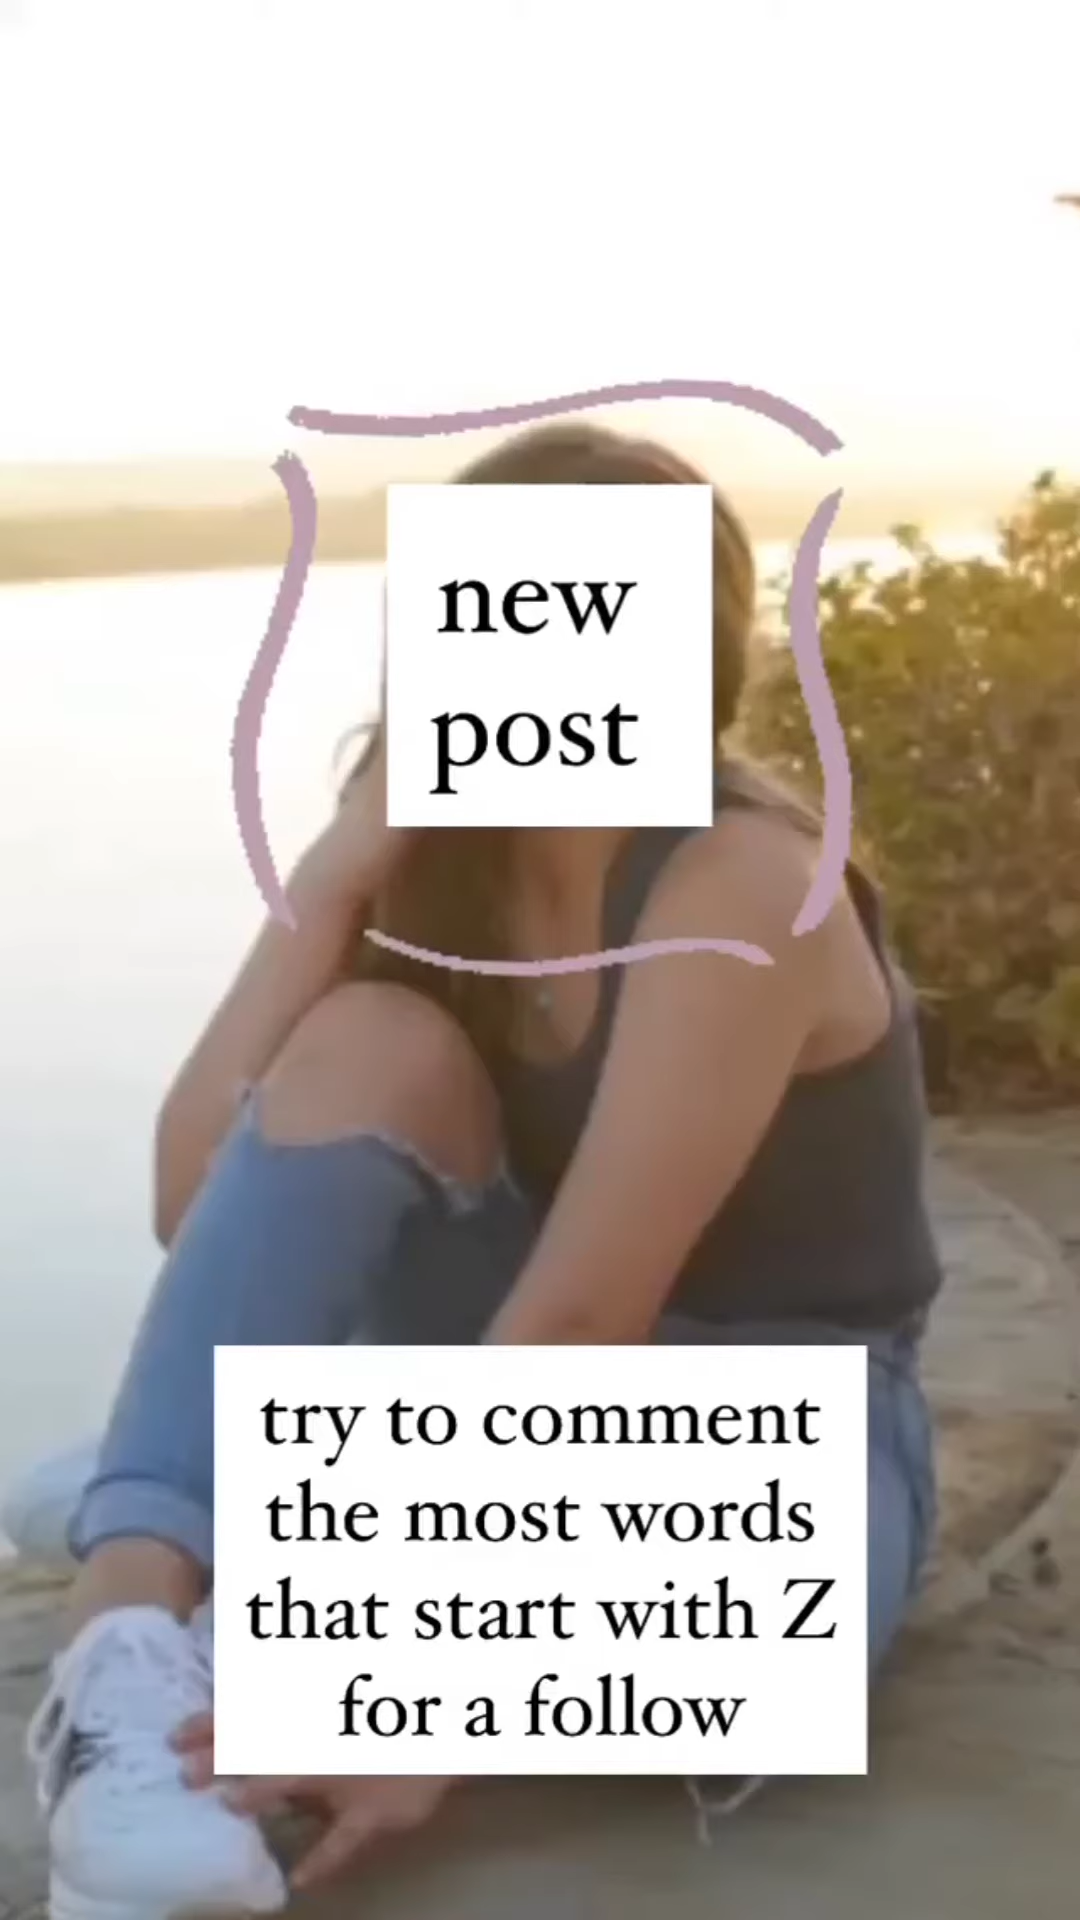 new
post
try to comment
the most words
that start with Z
for a follow